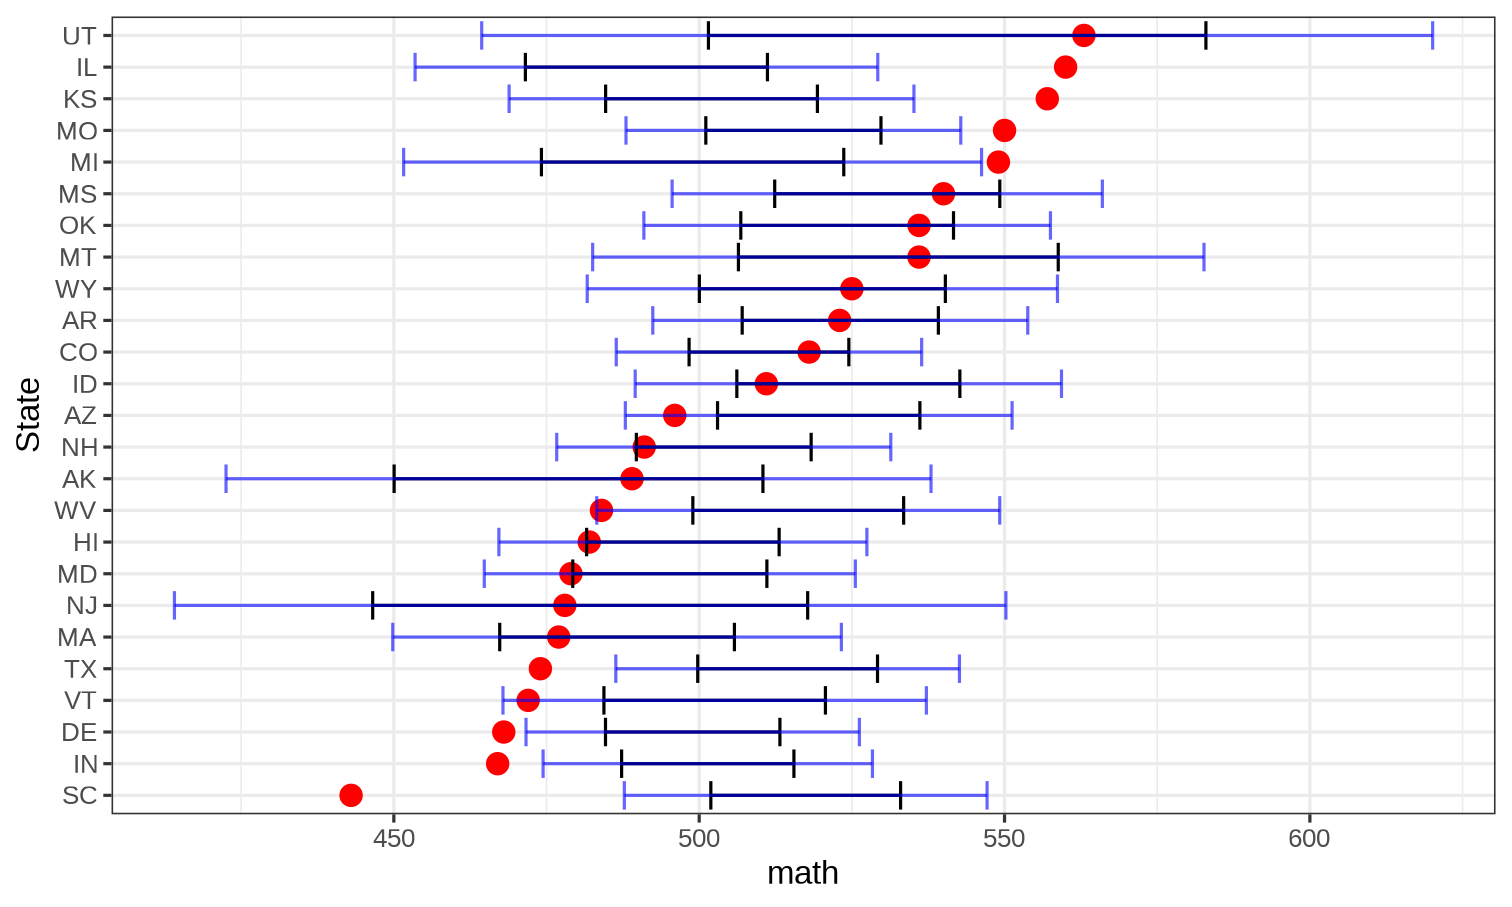 UT
IL
KS
MO
MI
MS
OK
MT
WY
AR
CO
ID
AZ
NH
AK
WV
HI
MD
NJ
MA
TX
VT
DE
IN
SC
State
450 500 550 600
math